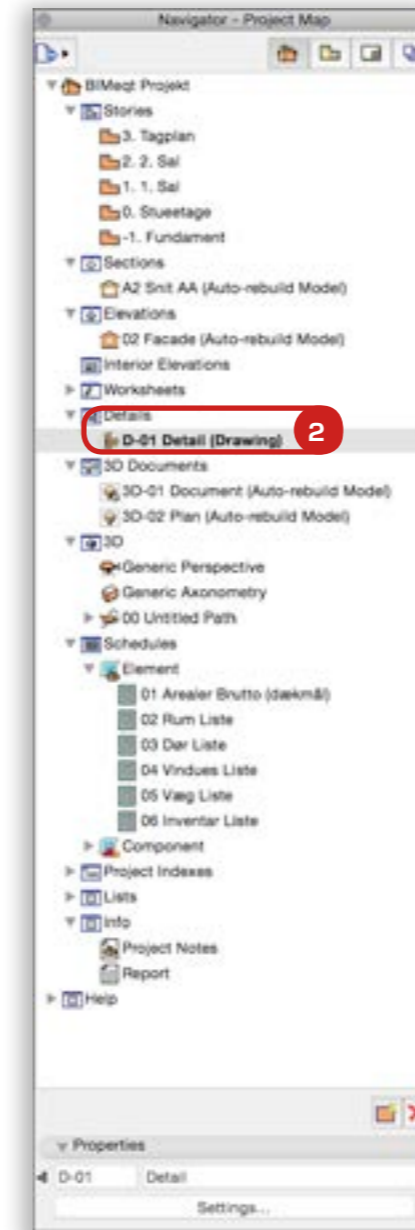 Navigator - Project Map
BIMeqt Projekt
Stories
3. Tagplan
2. 2. Sal
1. 1. Sal
0. Stueetage
-1. Fundament
Sections
A2 Snit AA (Auto-rebuild Model)
Elevations
02 Facade (Auto-rebuild Model)
Interior Elevations
Worksheets
Details
D-01 Detail (Drawing)
2
3D Documents
3D-01 Document (Auto-rebuild Model)
3D-02 Plan (Auto-rebuild Model)
3D
Generic Perspective
Generic Axonometry
00 Untitled Path
Schedules
Element
01 Arealer Brutto (dækmål)
02 Rum Liste
03 Dør Liste
04 Vindues Liste
05 Væg Liste
06 Inventar Liste
Component
Project Indexes
Lists
Info
Project Notes
Report
Help
Properties
D-01 Detail
Settings...